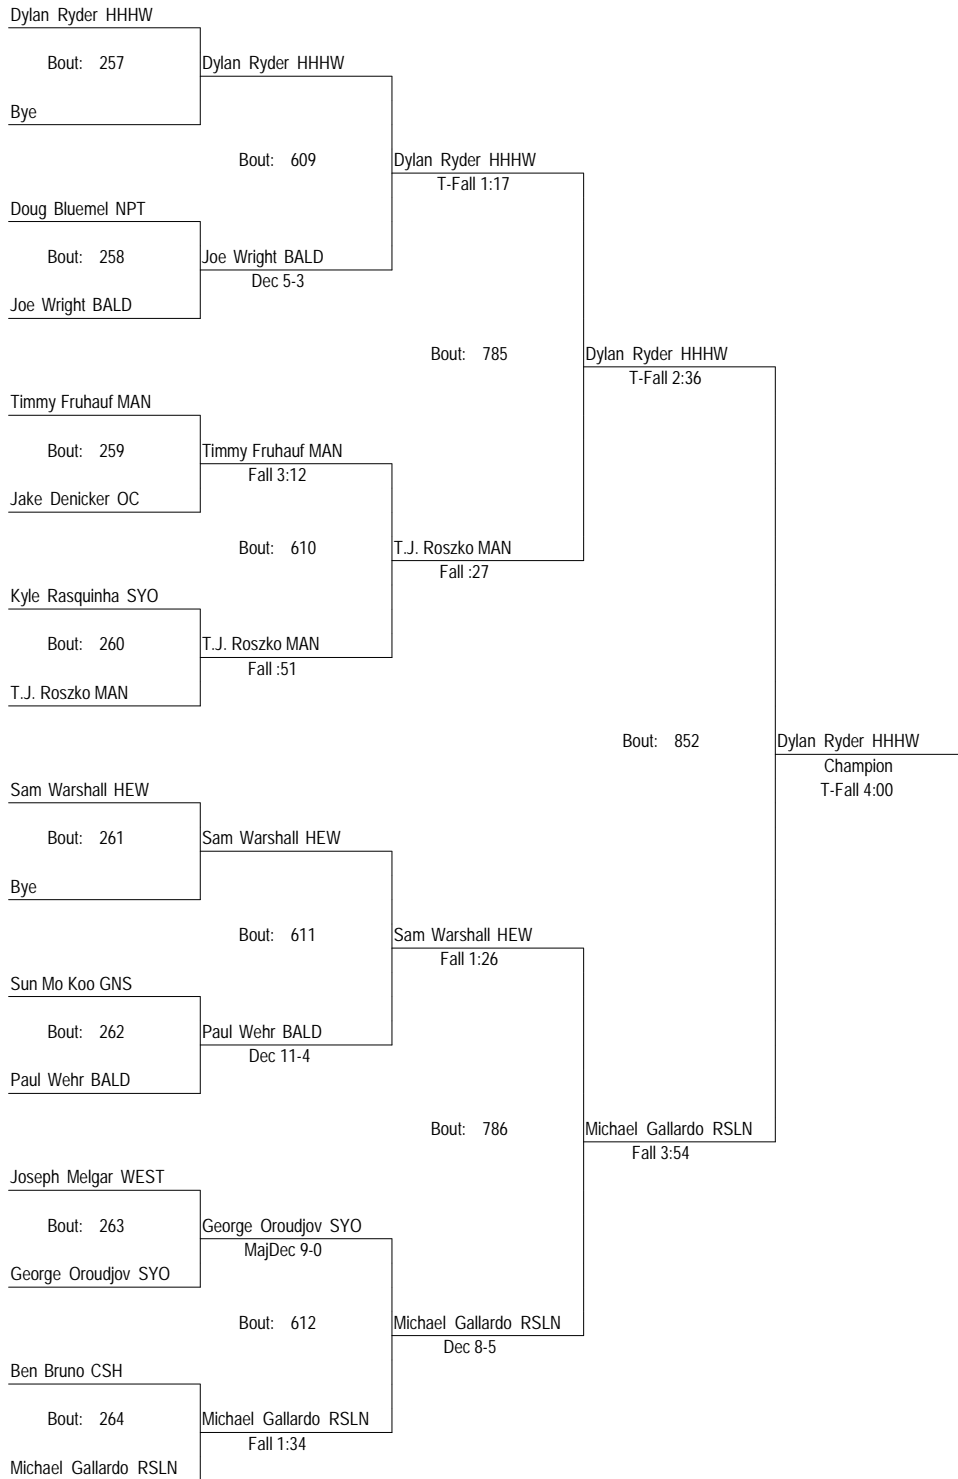 Dylan Ryder HHHW
Bout: 257
Dylan Ryder HHHW
Bye
Bout: 609
Dylan Ryder HHHW
T-Fall 1:17
Doug Bluemel NPT
Bout: 258
Joe Wright BALD
Dec 5-3
Joe Wright BALD
Bout: 785
Dylan Ryder HHHW
T-Fall 2:36
Timmy Fruhauf MAN
Bout: 259
Timmy Fruhauf MAN
Fall 3:12
Jake Denicker OC
Bout: 610
T.J. Roszko MAN
Fall :27
Kyle Rasquinha SYO
Bout: 260
T.J. Roszko MAN
Fall :51
T.J. Roszko MAN
Bout: 852
Dylan Ryder HHHW
Champion
T-Fall 4:00
Sam Warshall HEW
Bout: 261
Sam Warshall HEW
Bye
Bout: 611
Sam Warshall HEW
Fall 1:26
Sun Mo Koo GNS
Bout: 262
Paul Wehr BALD
Dec 11-4
Paul Wehr BALD
Bout: 786
Michael Gallardo RSLN
Fall 3:54
Joseph Melgar WEST
Bout: 263
George Oroudjov SYO
MajDec 9-0
George Oroudjov SYO
Bout: 612
Michael Gallardo RSLN
Dec 8-5
Ben Bruno CSH
Bout: 264
Michael Gallardo RSLN
Fall 1:34
Michael Gallardo RSLN